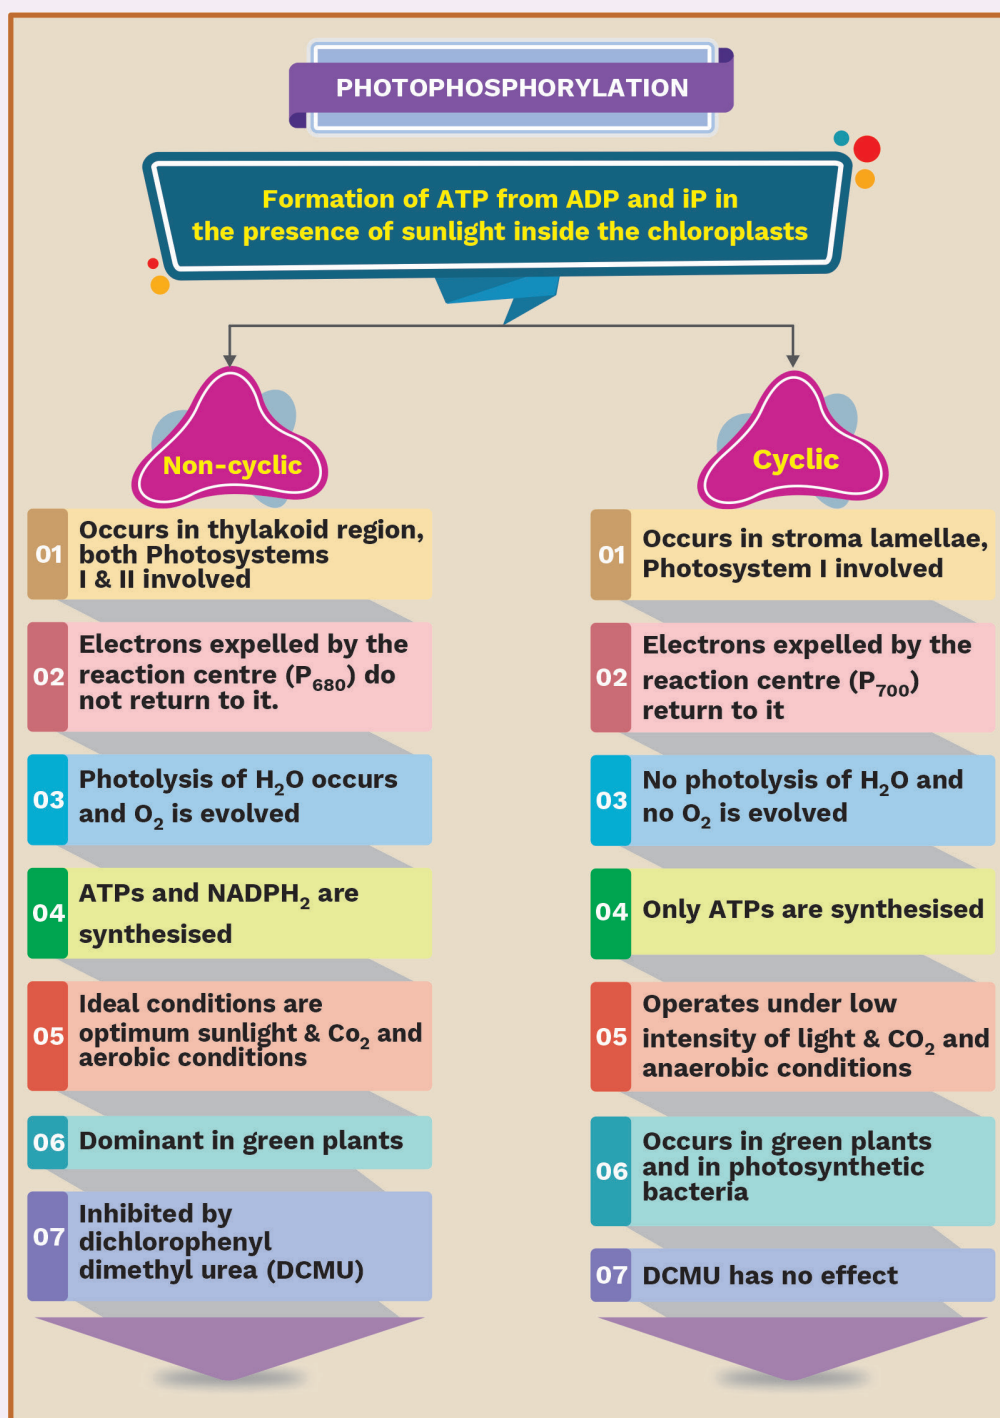 PHOTOPHOSPHORYLATION
Formation of ATP from ADP and iP in
the presence of sunlight inside the chloroplasts
Non-cyclic
01
Occurs in thylakoid region,
both Photosystems
I & II involved
02
Electrons expelled by the
reaction centre (P₆₈₀) do
not return to it.
03
Photolysis of H₂O occurs
and O₂ is evolved
04
ATPs and NADPH₂ are
synthesised
05
Ideal conditions are
optimum sunlight & Co₂ and
aerobic conditions
06
Dominant in green plants
07
Inhibited by
dichlorophenyl
dimethyl urea (DCMU)
Cyclic
01
Occurs in stroma lamellae,
Photosystem I involved
02
Electrons expelled by the
reaction centre (P₇₀₀)
return to it
03
No photolysis of H₂O and
no O₂ is evolved
04
Only ATPs are synthesised
05
Operates under low
intensity of light & CO₂ and
anaerobic conditions
06
Occurs in green plants
and in photosynthetic
bacteria
07
DCMU has no effect